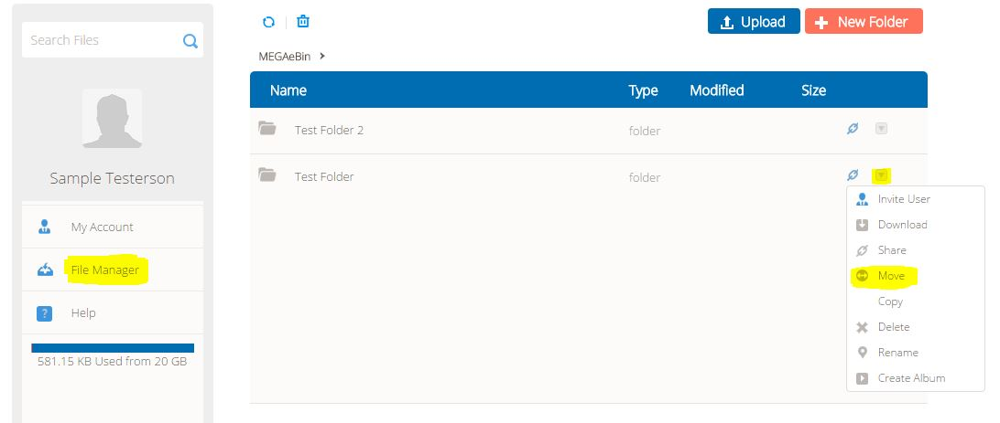 Search Files
Sample Testerson
My Account
File Manager
Help
581.15 KB Used from 20 GB
Upload
New Folder
MEGAeBin
Name Type Modified Size
Test Folder 2 folder
Test Folder folder
Invite User
Download
Share
Move
Copy
Delete
Rename
Create Album